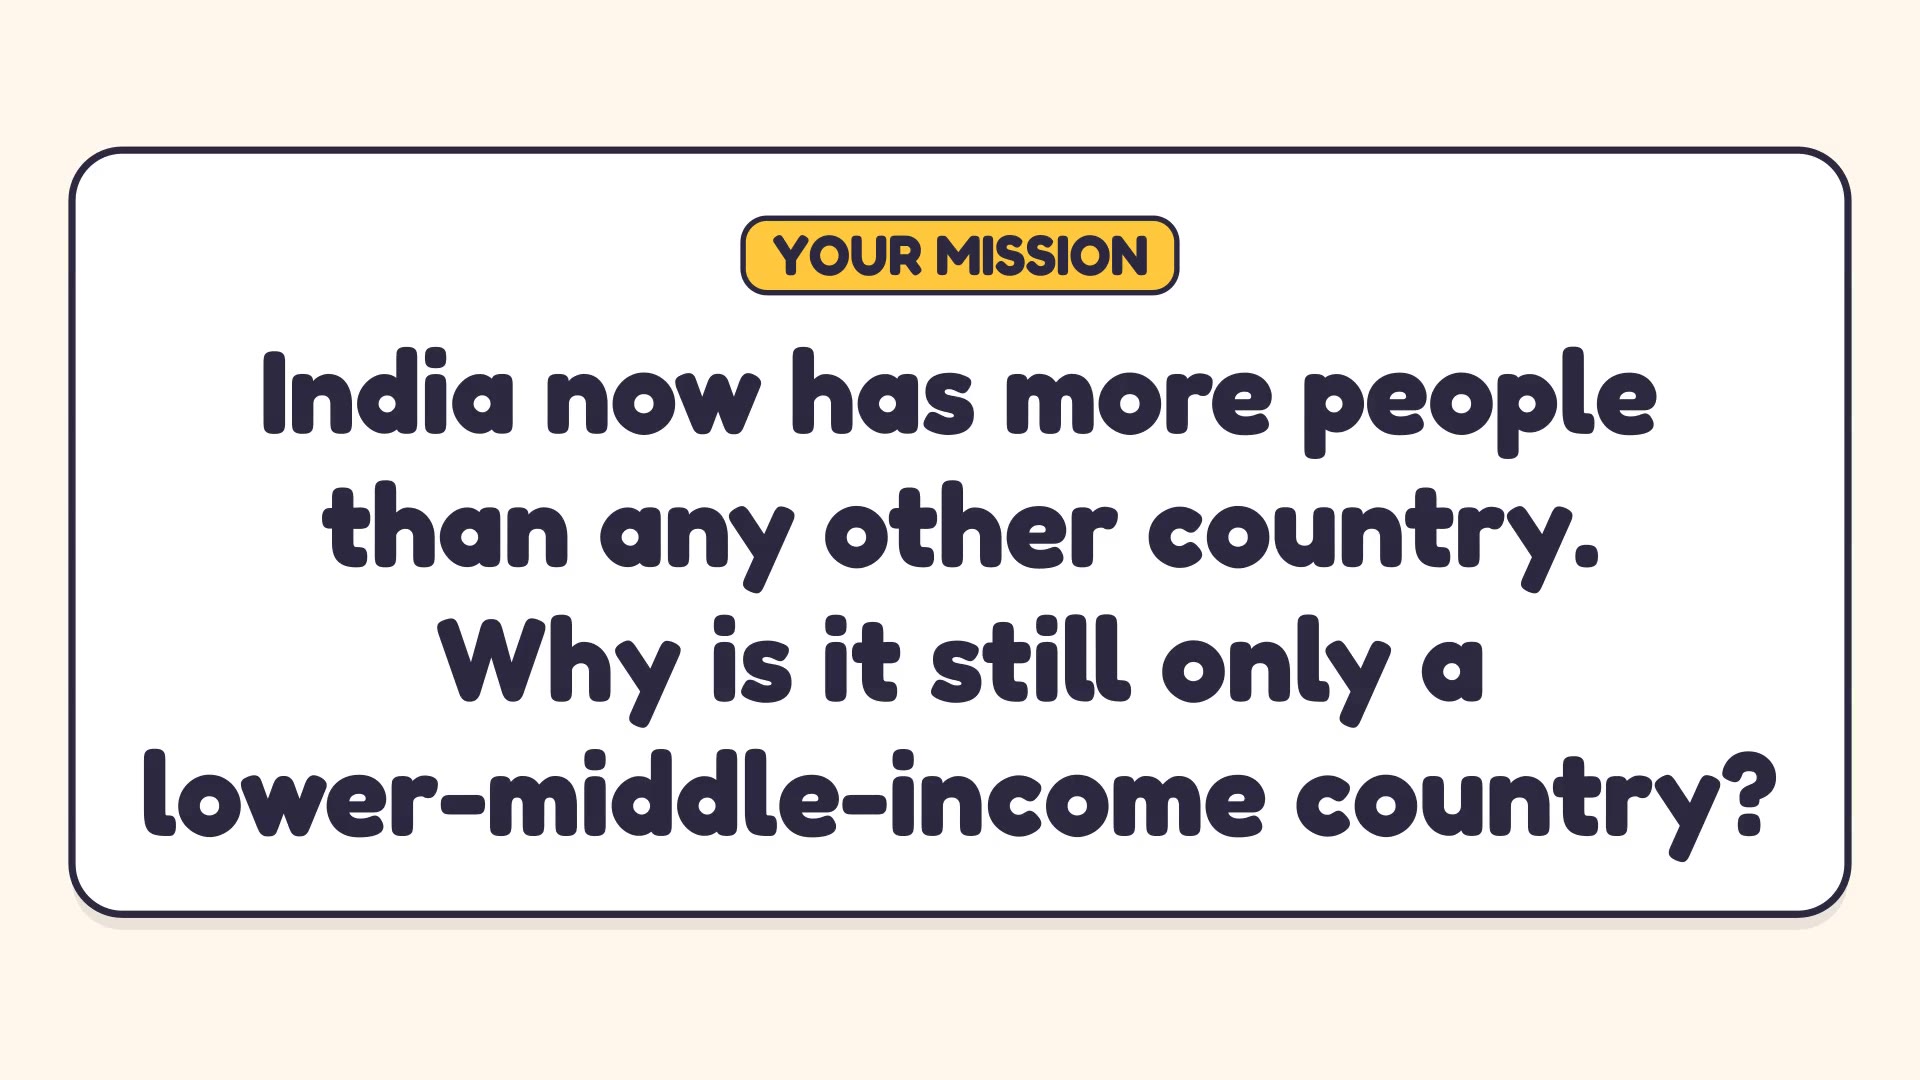 YOUR MISSION
India now has more people
than any other country.
Why is it still only a
lower-middle-income country?